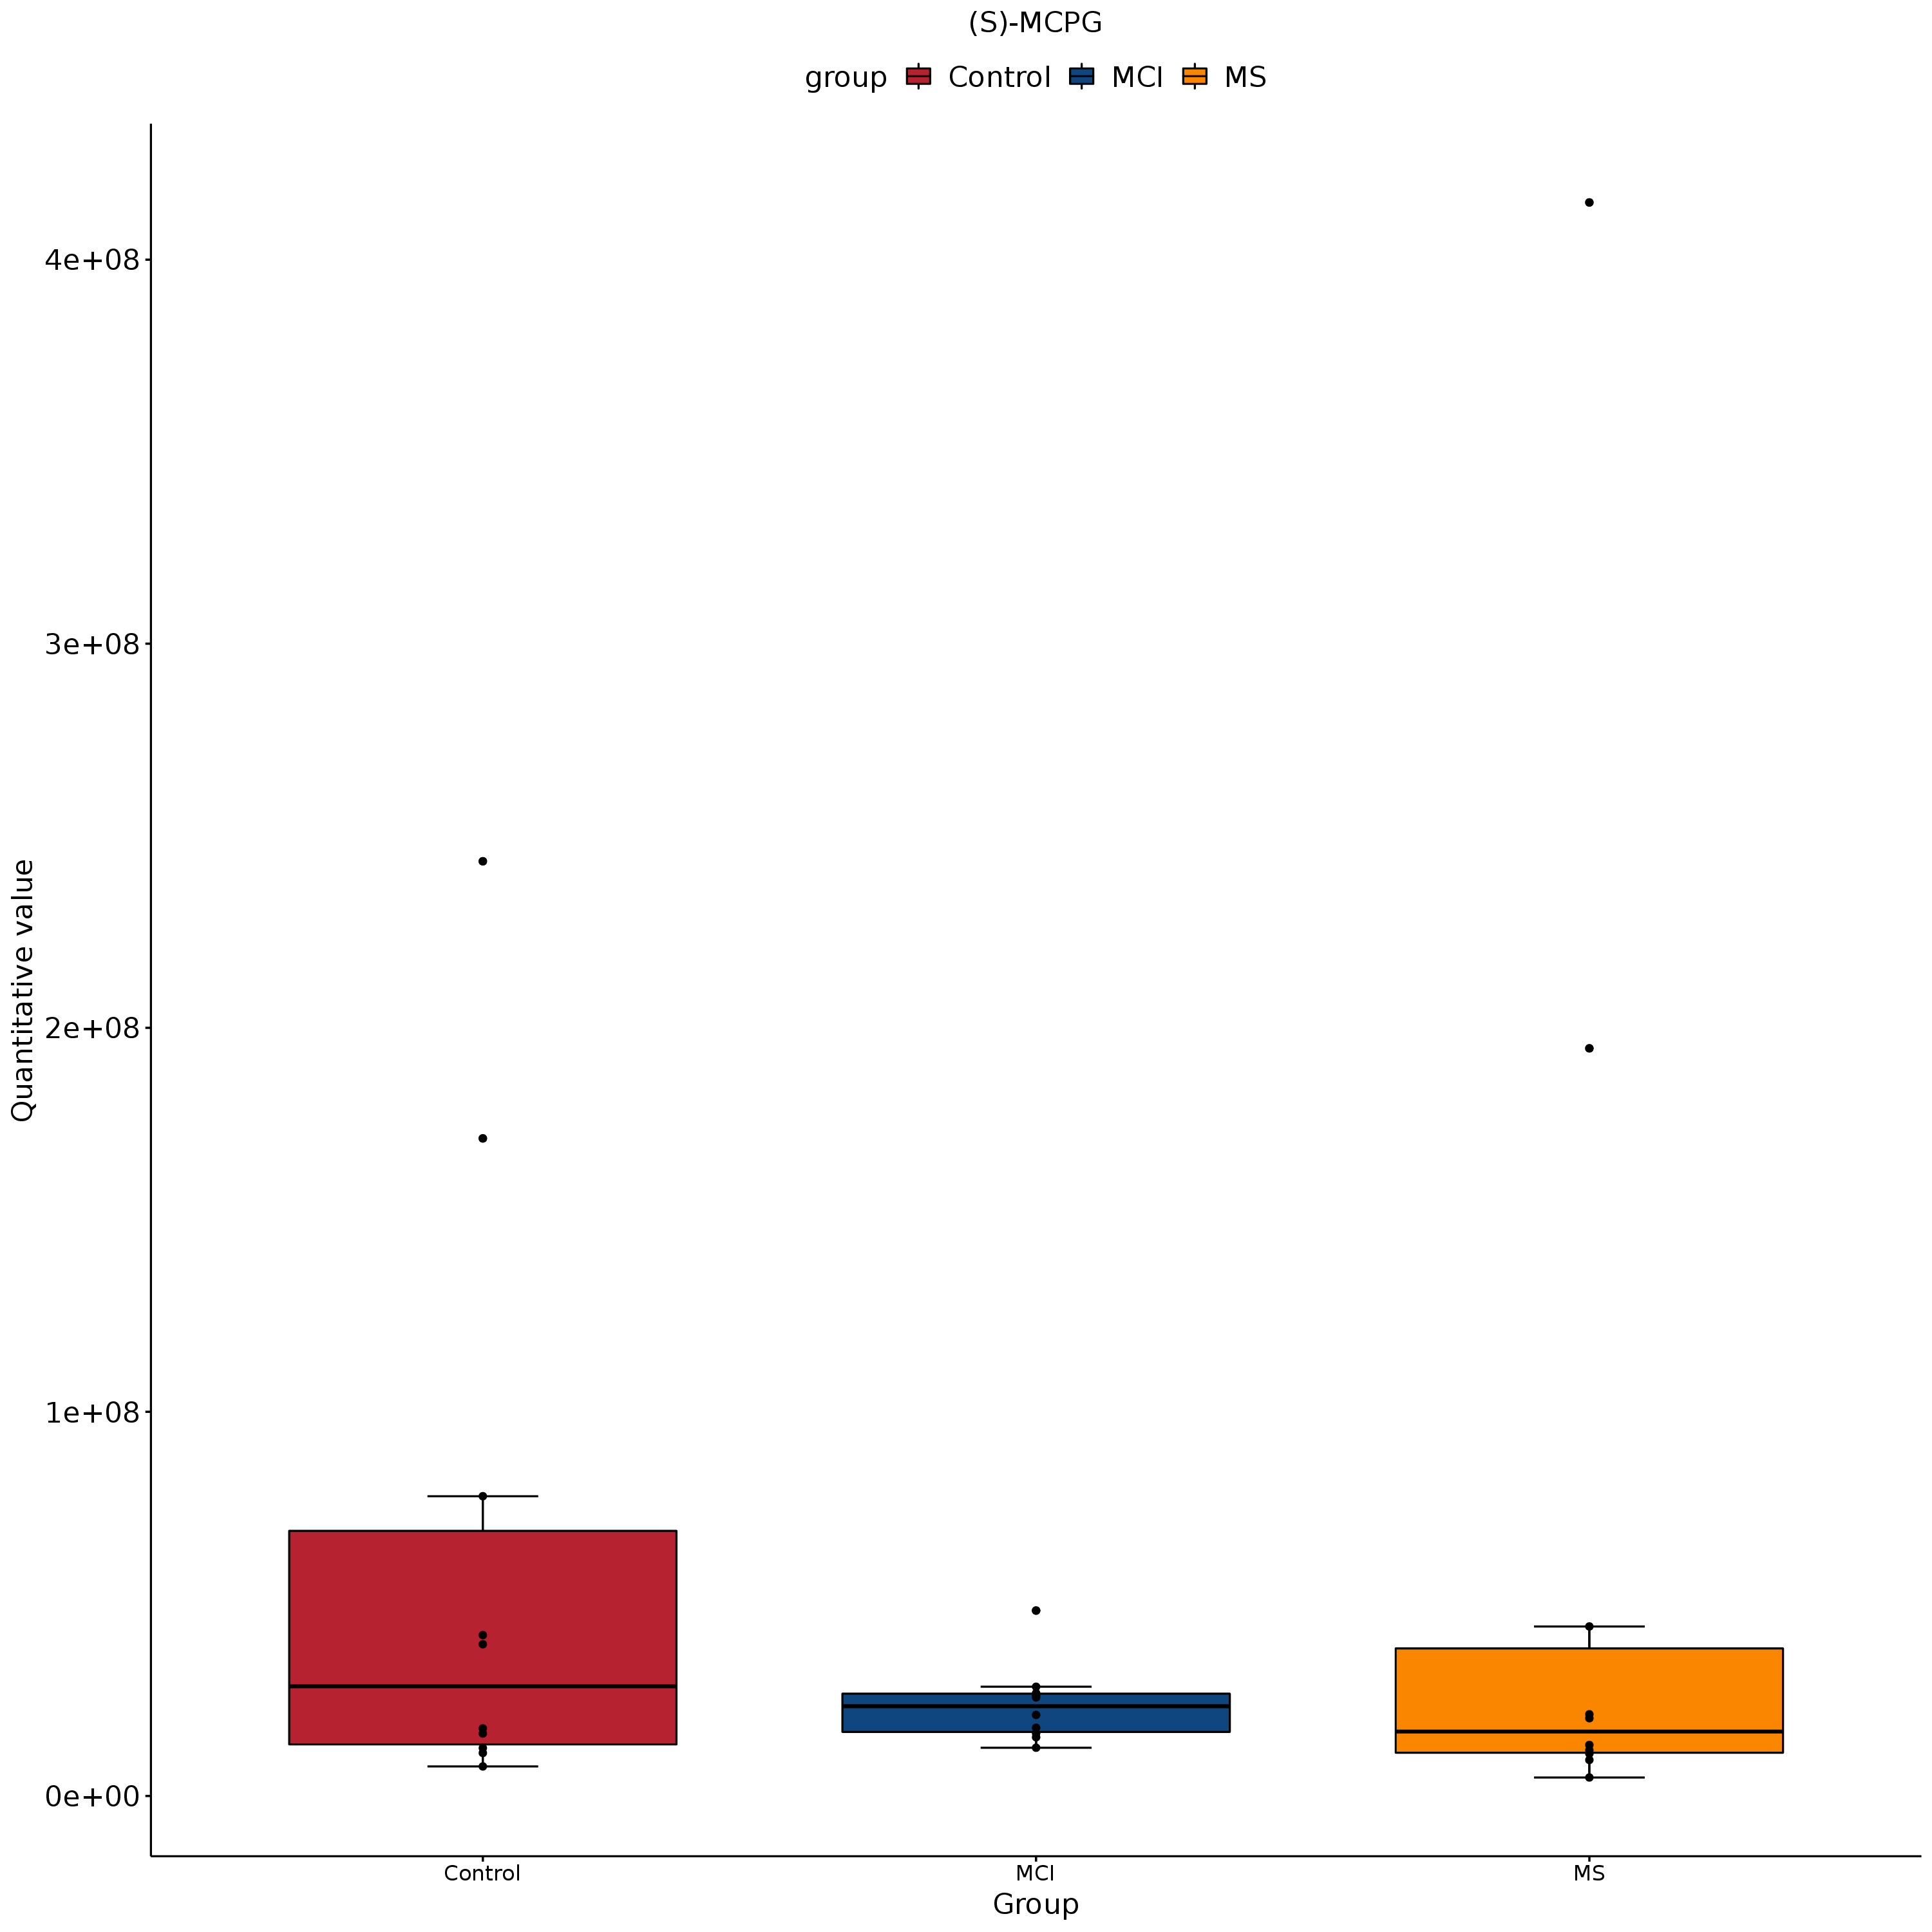 (S)-MCPG
group Control MCI MS
4e+08
3e+08
2e+08
1e+08
0e+00
Quantitative value
Control MCI MS
Group